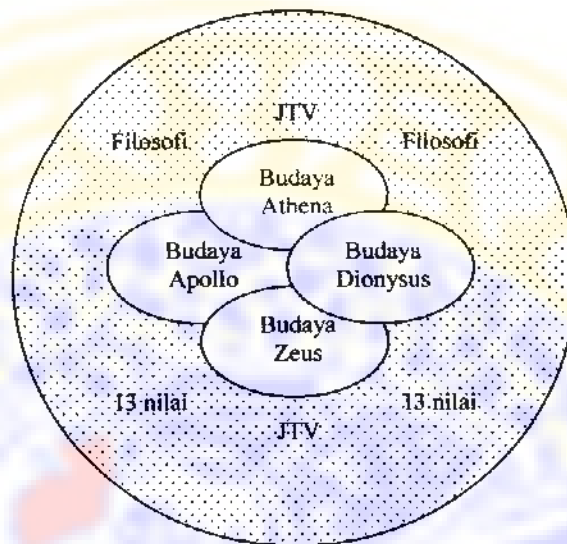 JTV
Filosofi Filosofi
Budaya
Athena
Budaya Budaya
Apollo Dionysus
Budaya
Zeus
13 nilai 13 nilai
JTV